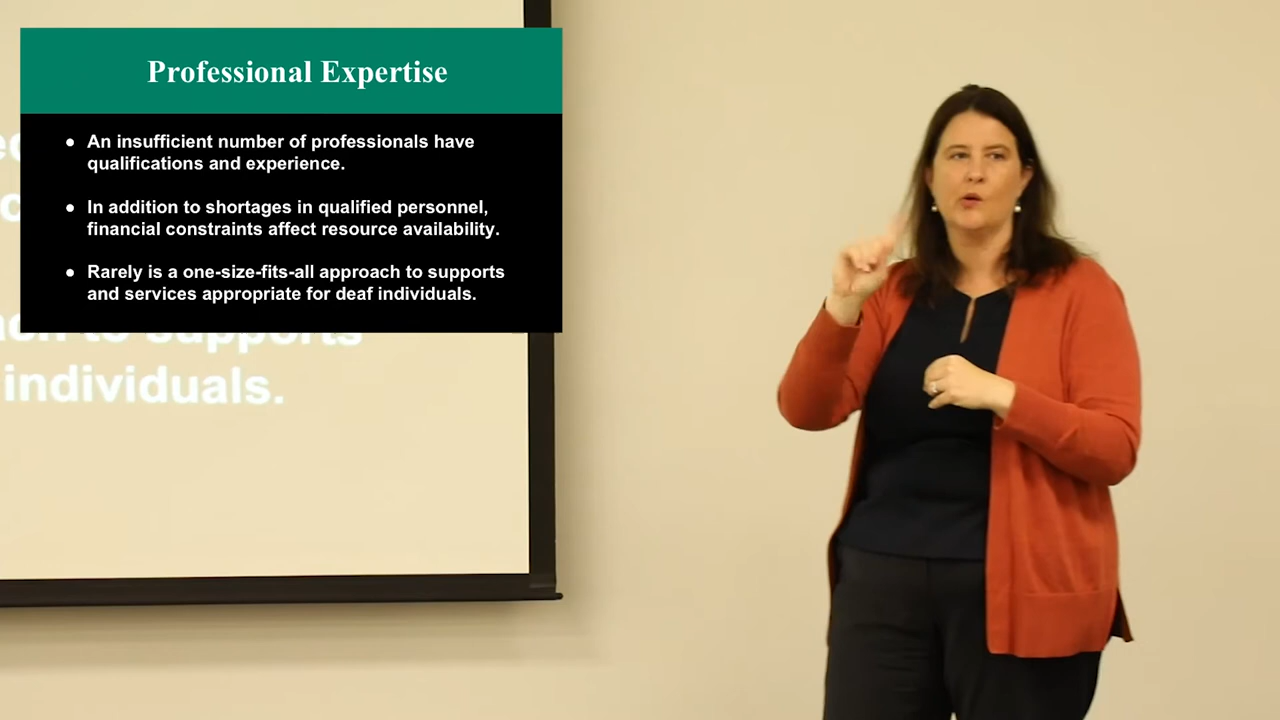 Professional Expertise
● An insufficient number of professionals have
qualifications and experience.
● In addition to shortages in qualified personnel,
financial constraints affect resource availability.
● Rarely is a one-size-fits-all approach to supports
and services appropriate for deaf individuals.
to supports
individuals.